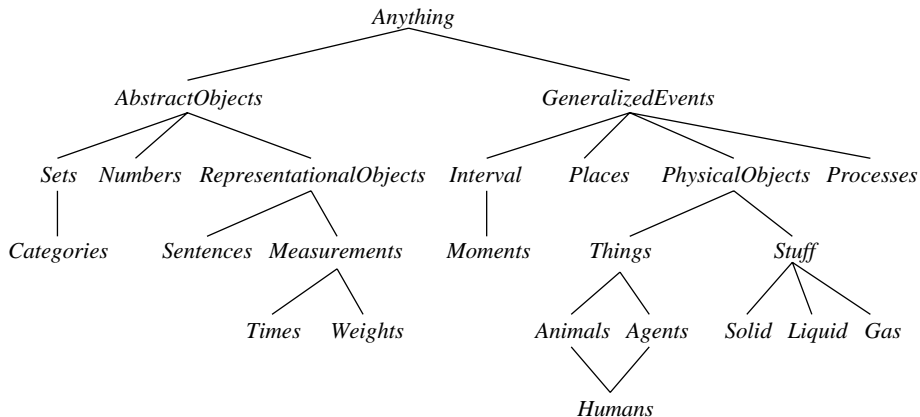 Anything
AbstractObjects GeneralizedEvents
Sets Numbers RepresentationalObjects Interval Places PhysicalObjects Processes
Categories Sentences Measurements Moments Things Stuff
Times Weights Animals Agents Solid Liquid Gas
Humans